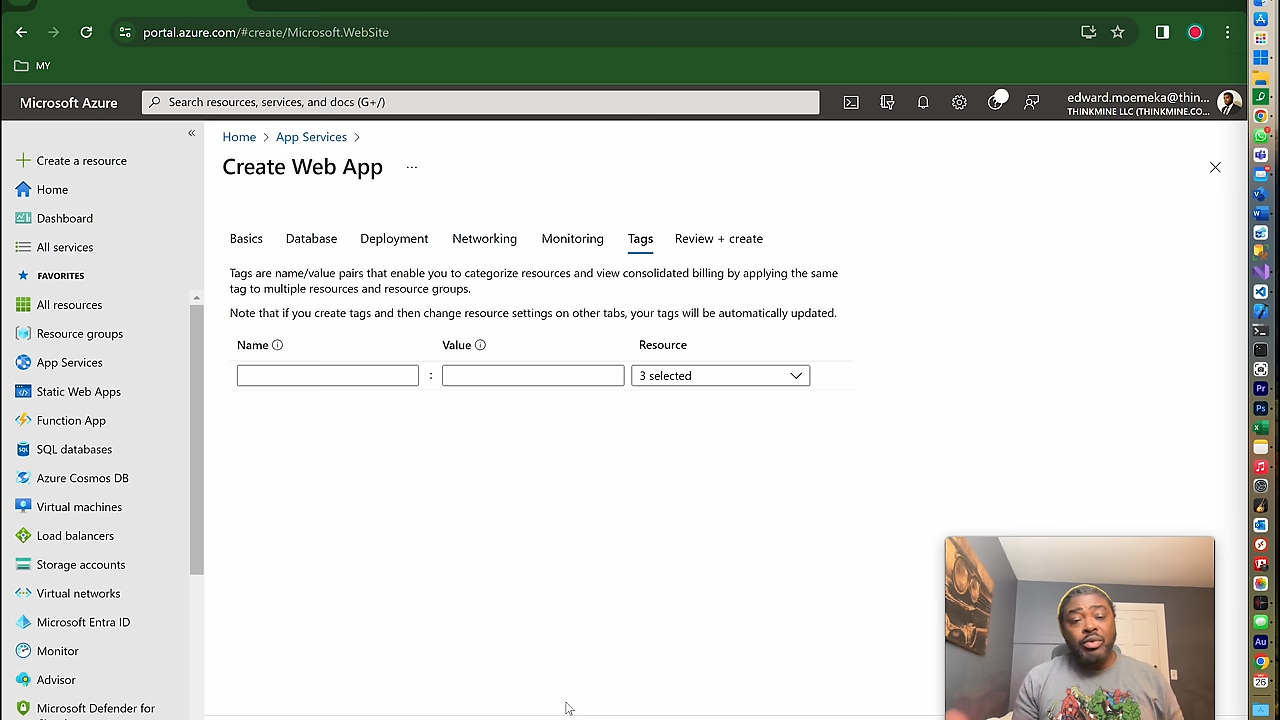 portal.azure.com/#create/Microsoft.WebSite
MY
Microsoft Azure
Search resources, services, and docs (G+/)
edward.moemeka@thin...
THINKMINE LLC (THINKMINE.CO...
Create a resource
Home
Dashboard
All services
FAVORITES
All resources
Resource groups
App Services
Static Web Apps
Function App
SQL databases
Azure Cosmos DB
Virtual machines
Load balancers
Storage accounts
Virtual networks
Microsoft Entra ID
Monitor
Advisor
Microsoft Defender for
Home > App Services >
Create Web App ...
Basics Database Deployment Networking Monitoring Tags Review + create
Tags are name/value pairs that enable you to categorize resources and view consolidated billing by applying the same
tag to multiple resources and resource groups.
Note that if you create tags and then change resource settings on other tabs, your tags will be automatically updated.
Name Value Resource
: 3 selected